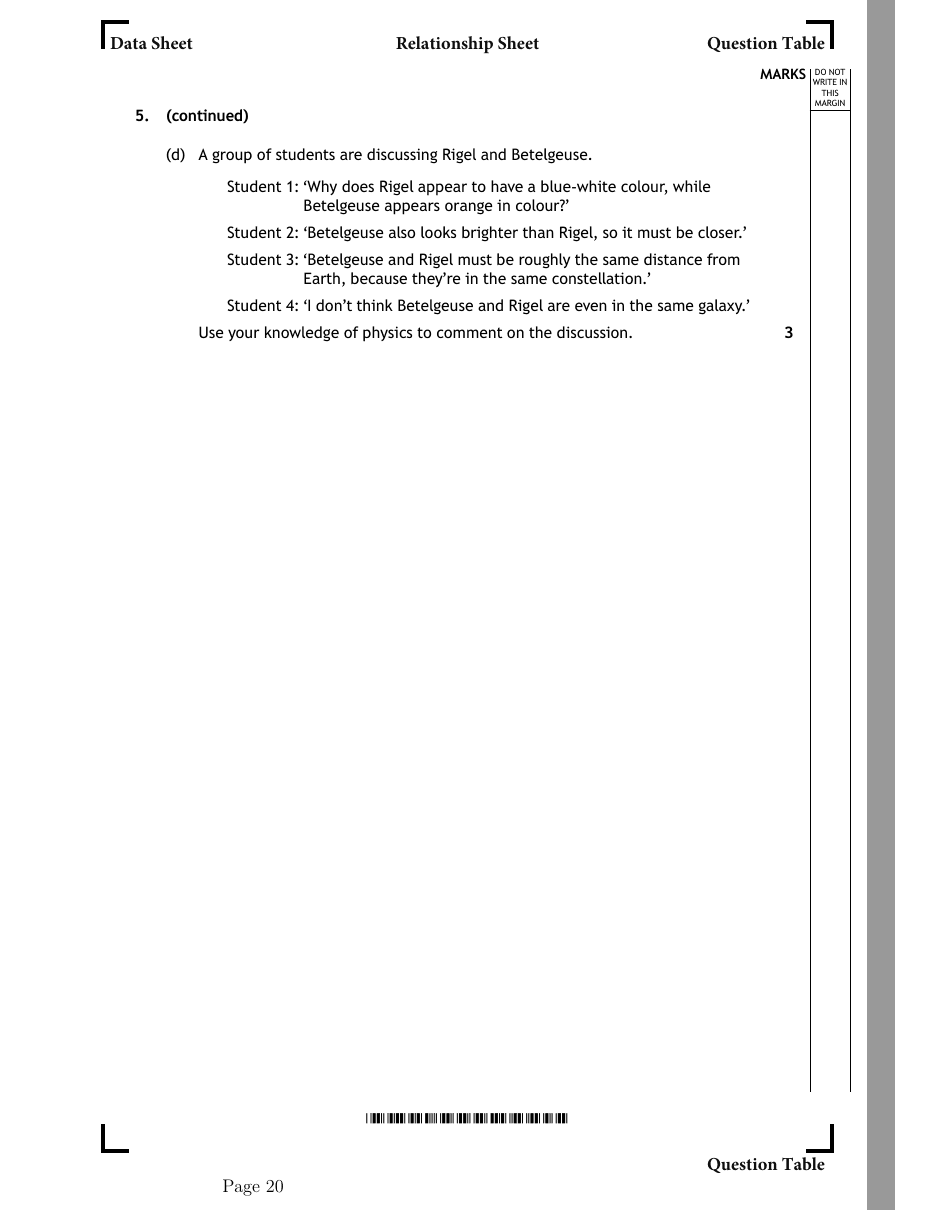 Data Sheet Relationship Sheet Question Table
MARKS DO NOT
WRITE IN
THIS
MARGIN
5. (continued)
(d) A group of students are discussing Rigel and Betelgeuse.
Student 1: ‘Why does Rigel appear to have a blue-white colour, while
Betelgeuse appears orange in colour?’
Student 2: ‘Betelgeuse also looks brighter than Rigel, so it must be closer.’
Student 3: ‘Betelgeuse and Rigel must be roughly the same distance from
Earth, because they’re in the same constellation.’
Student 4: ‘I don’t think Betelgeuse and Rigel are even in the same galaxy.’
Use your knowledge of physics to comment on the discussion. 3
Question Table
Page 20